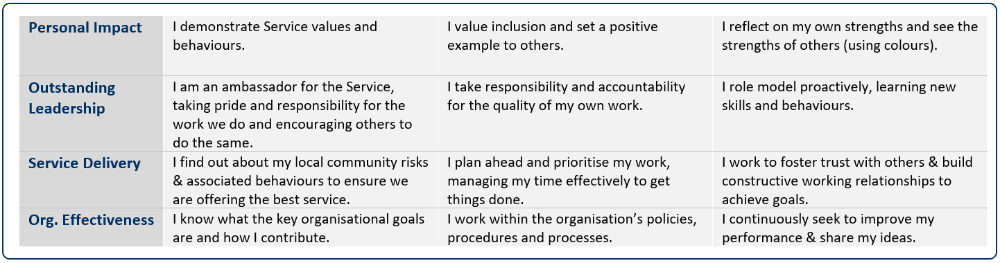 Personal Impact
I demonstrate Service values and
behaviours.
I value inclusion and set a positive
example to others.
I reflect on my own strengths and see the
strengths of others (using colours).
Outstanding
Leadership
I am an ambassador for the Service,
taking pride and responsibility for the
work we do and encouraging others to
do the same.
I take responsibility and accountability
for the quality of my own work.
I role model proactively, learning new
skills and behaviours.
Service Delivery
I find out about my local community risks
& associated behaviours to ensure we
are offering the best service.
I plan ahead and prioritise my work,
managing my time effectively to get
things done.
I work to foster trust with others & build
constructive working relationships to
achieve goals.
Org. Effectiveness
I know what the key organisational goals
are and how I contribute.
I work within the organisation’s policies,
procedures and processes.
I continuously seek to improve my
performance & share my ideas.